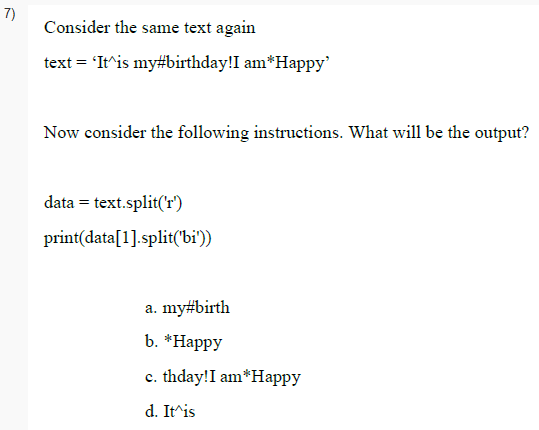 7)
Consider the same text again
text = ‘It^is my#birthday!I am*Happy’
Now consider the following instructions. What will be the output?
data = text.split('r')
print(data[1].split('bi'))
a. my#birth
b. *Happy
c. thday!I am*Happy
d. It^is